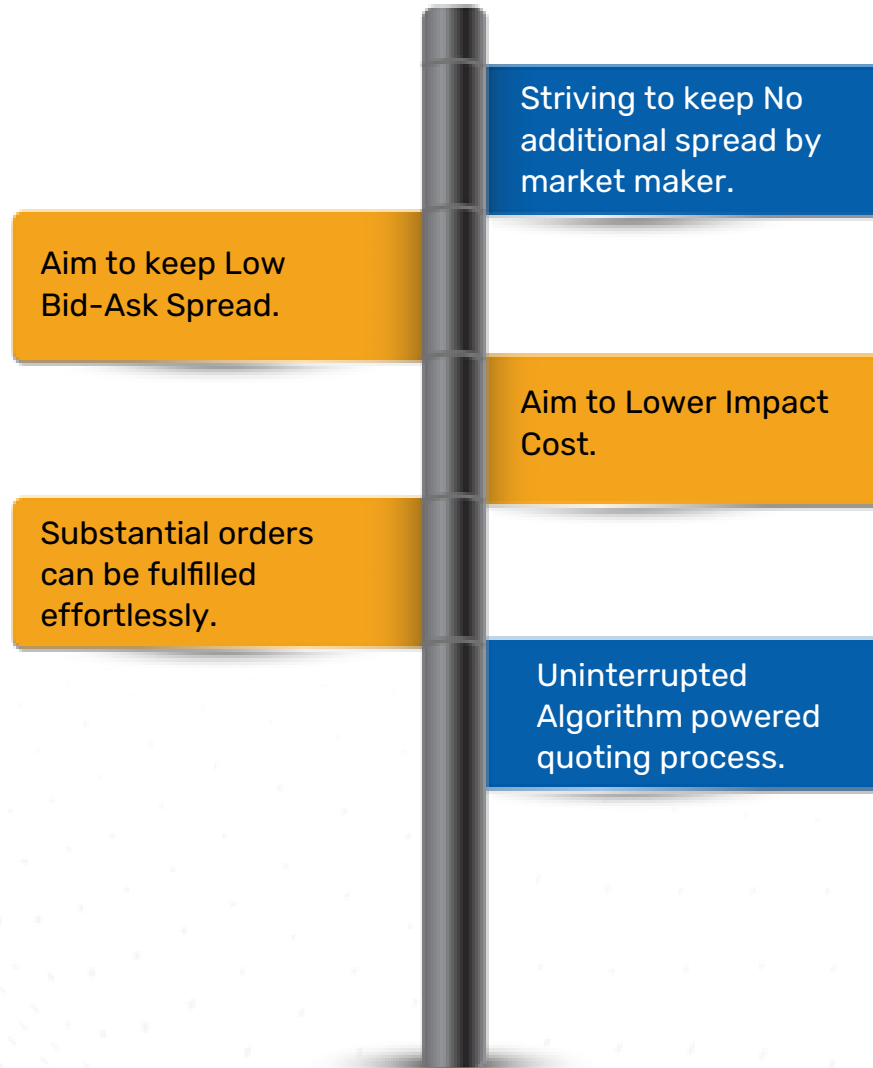 Striving to keep No
additional spread by
market maker.
Aim to keep Low
Bid-Ask Spread.
Aim to Lower Impact
Cost.
Substantial orders
can be fulfilled
effortlessly.
Uninterrupted
Algorithm powered
quoting process.